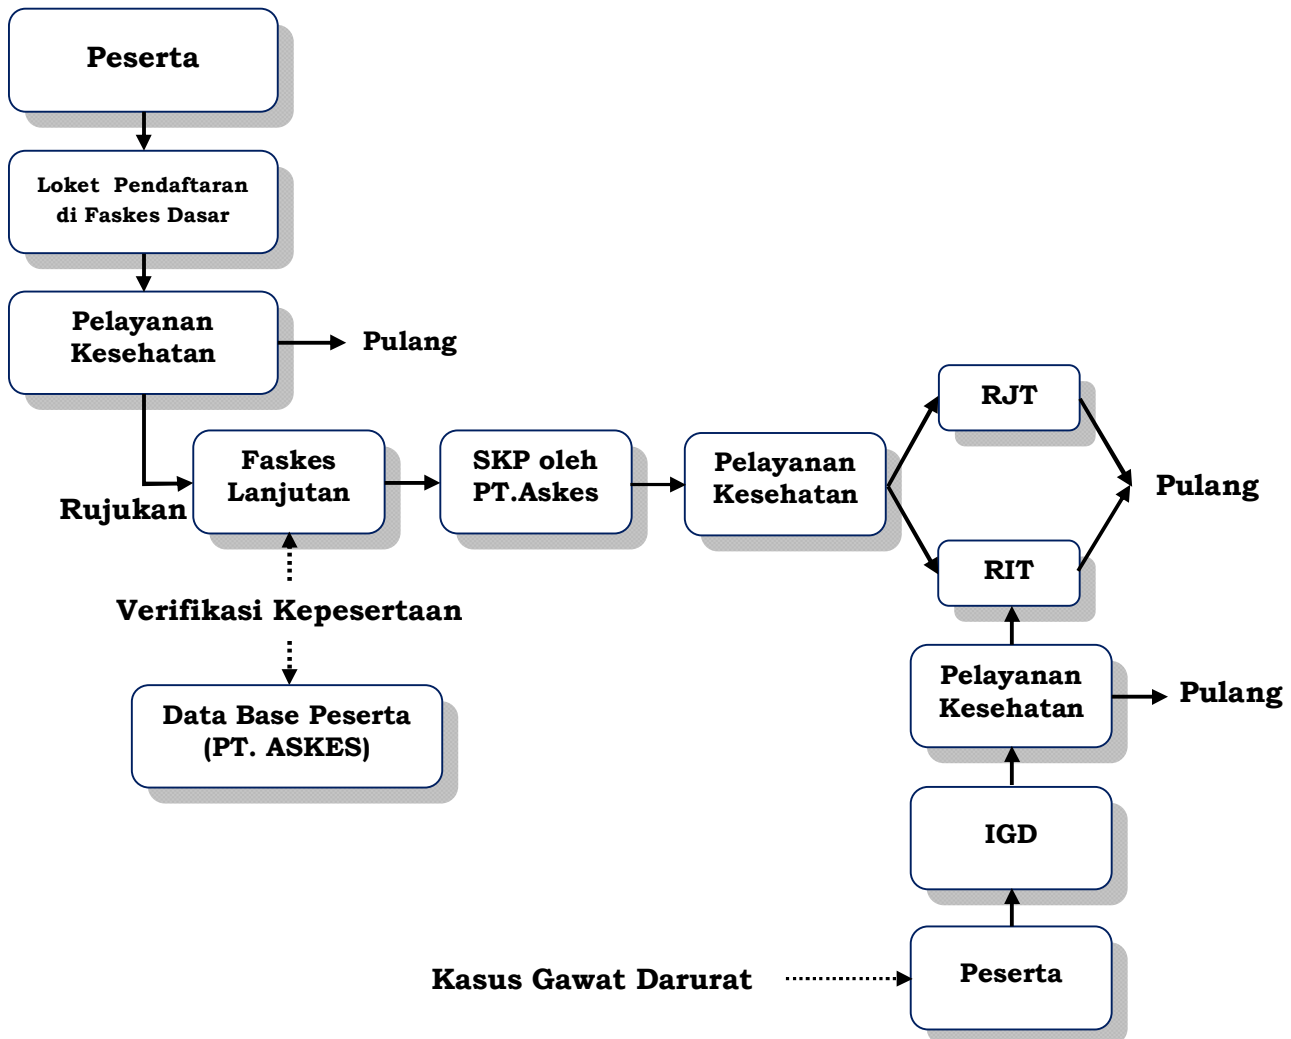 Peserta
Loket Pendaftaran
di Faskes Dasar
Pelayanan
Kesehatan
Pulang
Rujukan
Faskes
Lanjutan
SKP oleh
PT.Askes
Pelayanan
Kesehatan
RJT
RIT
Pulang
Verifikasi Kepesertaan
Data Base Peserta
(PT. ASKES)
Pelayanan
Kesehatan
Pulang
IGD
Kasus Gawat Darurat
Peserta